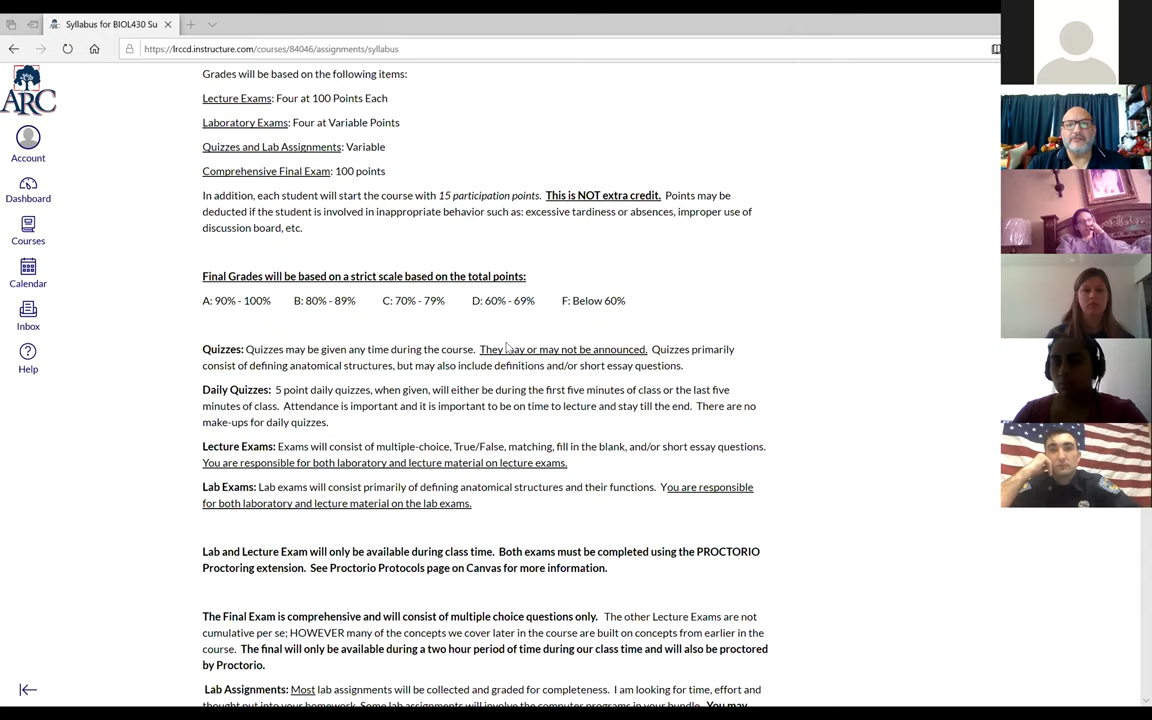 Syllabus for BIOL430 Su
https://lrccd.instructure.com/courses/84046/assignments/syllabus
ARC
Account
Dashboard
Courses
Calendar
Inbox
Help
Grades will be based on the following items:
Lecture Exams: Four at 100 Points Each
Laboratory Exams: Four at Variable Points
Quizzes and Lab Assignments: Variable
Comprehensive Final Exam: 100 points
In addition, each student will start the course with 15 participation points. This is NOT extra credit. Points may be
deducted if the student is involved in inappropriate behavior such as: excessive tardiness or absences, improper use of
discussion board, etc.
Final Grades will be based on a strict scale based on the total points:
A: 90% - 100% B: 80% - 89% C: 70% - 79% D: 60% - 69% F: Below 60%
Quizzes: Quizzes may be given any time during the course. They may or may not be announced. Quizzes primarily
consist of defining anatomical structures, but may also include definitions and/or short essay questions.
Daily Quizzes: 5 point daily quizzes, when given, will either be during the first five minutes of class or the last five
minutes of class. Attendance is important and it is important to be on time to lecture and stay till the end. There are no
make-ups for daily quizzes.
Lecture Exams: Exams will consist of multiple-choice, True/False, matching, fill in the blank, and/or short essay questions.
You are responsible for both laboratory and lecture material on lecture exams.
Lab Exams: Lab exams will consist primarily of defining anatomical structures and their functions. You are responsible
for both laboratory and lecture material on the lab exams.
Lab and Lecture Exam will only be available during class time. Both exams must be completed using the PROCTORIO
Proctoring extension. See Proctorio Protocols page on Canvas for more information.
The Final Exam is comprehensive and will consist of multiple choice questions only. The other Lecture Exams are not
cumulative per se; HOWEVER many of the concepts we cover later in the course are built on concepts from earlier in the
course. The final will only be available during a two hour period of time during our class time and will also be proctored
by Proctorio.
Lab Assignments: Most lab assignments will be collected and graded for completeness. I am looking for time, effort and
thought put into your homework. Some lab assignments will involve the computer programs in your bundle. You may